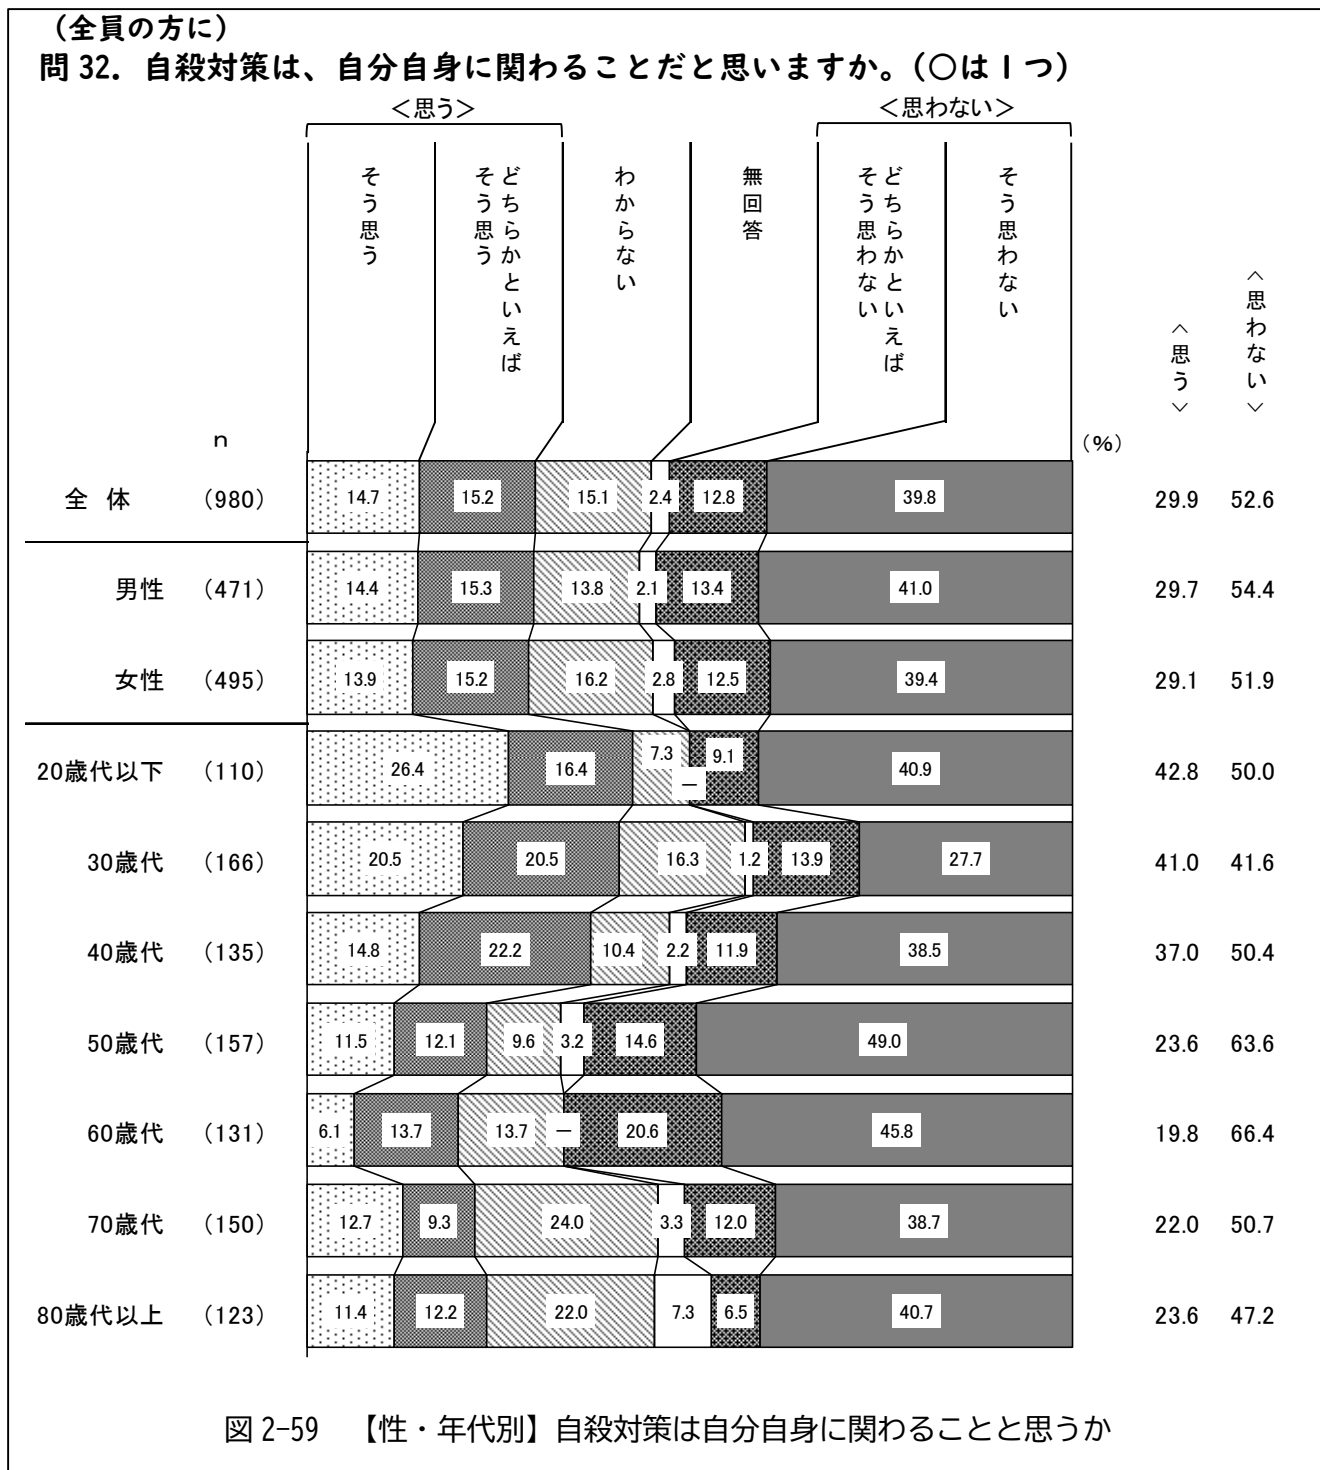 （全員の方に）
問 32．自殺対策は、自分自身に関わることだと思いますか。（○は１つ）
＜思う＞ ＜思わない＞
そう思う
どちらかといえば
そう思う
わからない
無回答
どちらかといえば
そう思わない
そう思わない
＜思う＞
＜思わない＞
n （％）
全 体 （980） 14.7 15.2 15.1 2.4 12.8 39.8 29.9 52.6
男性 （471） 14.4 15.3 13.8 2.1 13.4 41.0 29.7 54.4
女性 （495） 13.9 15.2 16.2 2.8 12.5 39.4 29.1 51.9
20歳代以下 （110） 26.4 16.4 7.3 － 9.1 40.9 42.8 50.0
30歳代 （166） 20.5 20.5 16.3 1.2 13.9 27.7 41.0 41.6
40歳代 （135） 14.8 22.2 10.4 2.2 11.9 38.5 37.0 50.4
50歳代 （157） 11.5 12.1 9.6 3.2 14.6 49.0 23.6 63.6
60歳代 （131） 6.1 13.7 13.7 － 20.6 45.8 19.8 66.4
70歳代 （150） 12.7 9.3 24.0 3.3 12.0 38.7 22.0 50.7
80歳代以上 （123） 11.4 12.2 22.0 7.3 6.5 40.7 23.6 47.2
図 2-59 【性・年代別】自殺対策は自分自身に関わることと思うか